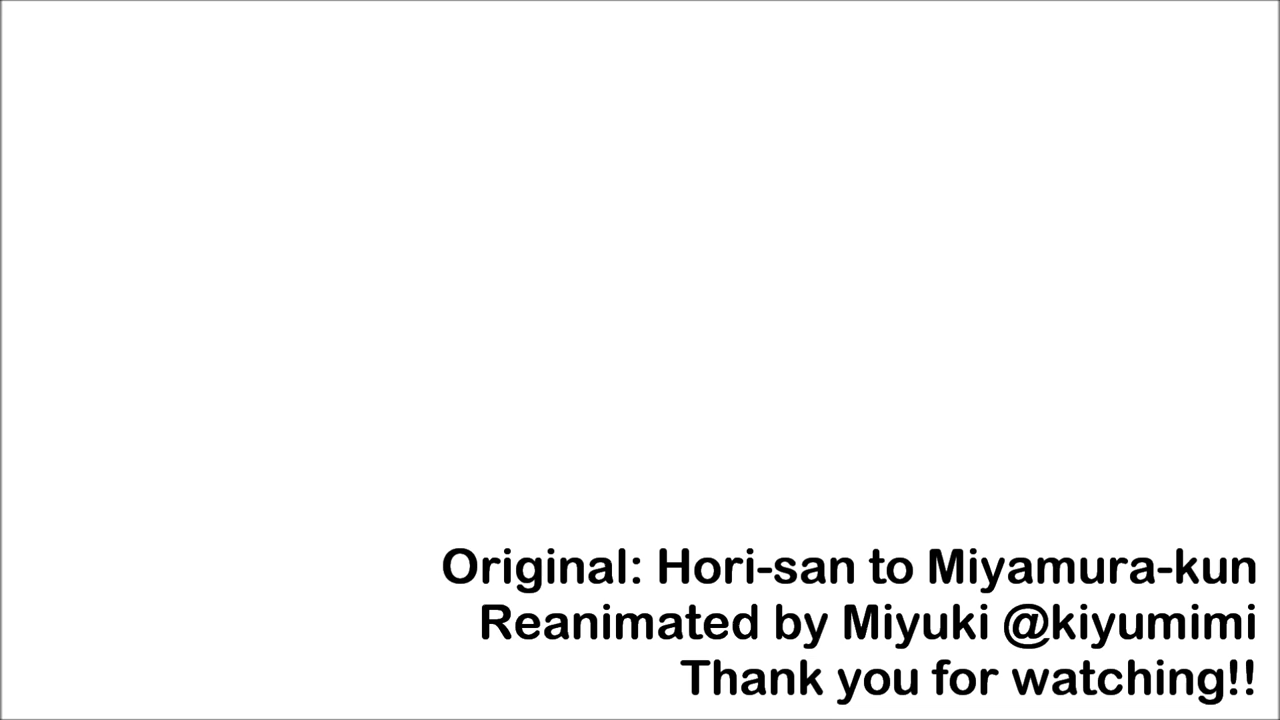 Original: Hori-san to Miyamura-kun
Reanimated by Miyuki @kiyumimi
Thank you for watching!!